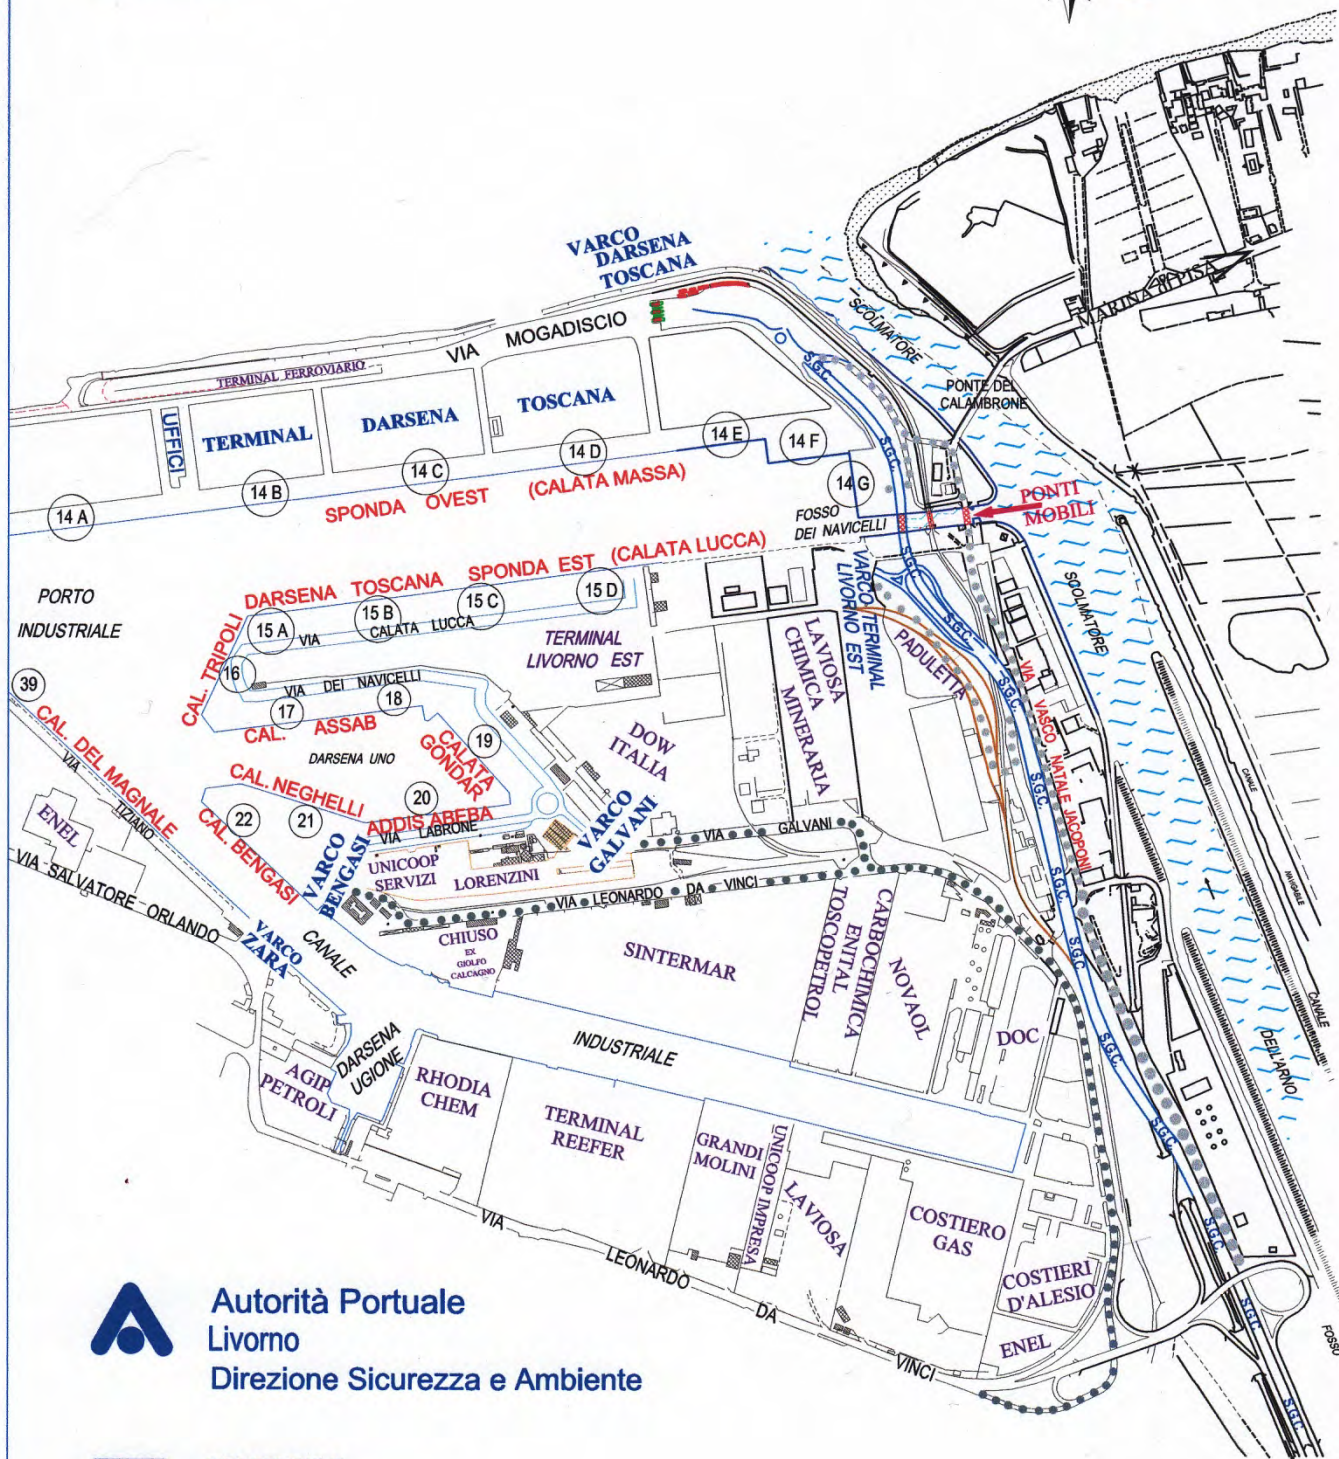 VARCO
DARSENA
TOSCANA
VIA MOGADISCIO
TERMINAL FERROVIARIO
SCOLMATORE
MARINA DI PISA
PONTE DEL
CALAMBRONE
S.G.C.
S.G.C.
S.G.C.
UFFICI
TERMINAL
DARSENA
TOSCANA
14 A
14 B
14 C
14 D
14 E
14 F
14 G
SPONDA OVEST (CALATA MASSA)
FOSSO
DEI NAVICELLI
PONTI
MOBILI
PORTO
INDUSTRIALE
DARSENA TOSCANA SPONDA EST (CALATA LUCCA)
15 A
15 B
15 C
15 D
VIA CALATA LUCCA
CAL. TRIPOLI
16
VIA DEI NAVICELLI
TERMINAL
LIVORNO EST
VARCO TERMINAL
LIVORNO EST
LAVIOSA
CHIMICA
MINERARIA
PADULETTA
S.G.C.
S.G.C.
SCOLMATORE
VIA VASCO NATALE JACOPONI
39
17
18
CAL. ASSAB
19
CALATA
GONDAR
DARSENA UNO
DOW
ITALIA
CAL. DEL MAGNALE
VIA TIZIANO
CAL. NEGHELLI
20
21
22
ADDIS ABEBA
VIA LABRONE
CAL. BENGASI
VARCO
BENGASI
VARCO
GALVANI
VIA GALVANI
ENEL
VIA SALVATORE ORLANDO
UNICOOP
SERVIZI
LORENZINI
VIA LEONARDO DA VINCI
S.G.C.
S.G.C.
S.G.C.
VARCO
ZARA
CANALE
CHIUSO
EX
GIOLFO
CALCAGNO
SINTERMAR
TOSCOPETROL
ENITAL
CARBOCHIMICA
NOVAOL
DOC
CANALE
NAVIGABILE
CANALE
DELL'ARNO
INDUSTRIALE
DARSENA
UGIONE
AGIP
PETROLI
RHODIA
CHEM
TERMINAL
REEFER
GRANDI
MOLINI
UNICOOP IMPRESA
LAVIOSA
COSTIERO
GAS
COSTIERI
D'ALESIO
ENEL
S.G.C.
S.G.C.
S.G.C.
S.G.C.
S.G.C.
FOSSO
VIA LEONARDO DA VINCI
Autorità Portuale
Livorno
Direzione Sicurezza e Ambiente